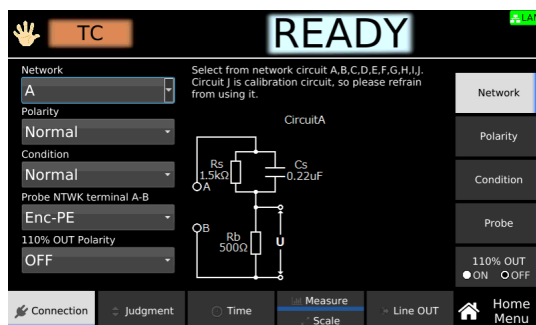 TC
READY
LAN
Network
A
Polarity
Normal
Condition
Normal
Probe NTWK terminal A-B
Enc-PE
110% OUT Polarity
OFF
Select from network circuit A,B,C,D,E,F,G,H,I,J.
Circuit J is calibration circuit, so please refrain
from using it.
CircuitA
Rs
1.5kΩ
Cs
0.22uF
A
B
Rb
500Ω
U
Network
Polarity
Condition
Probe
110% OUT
ON OFF
Connection
Judgment
Time
Measure
Scale
Line OUT
Home
Menu